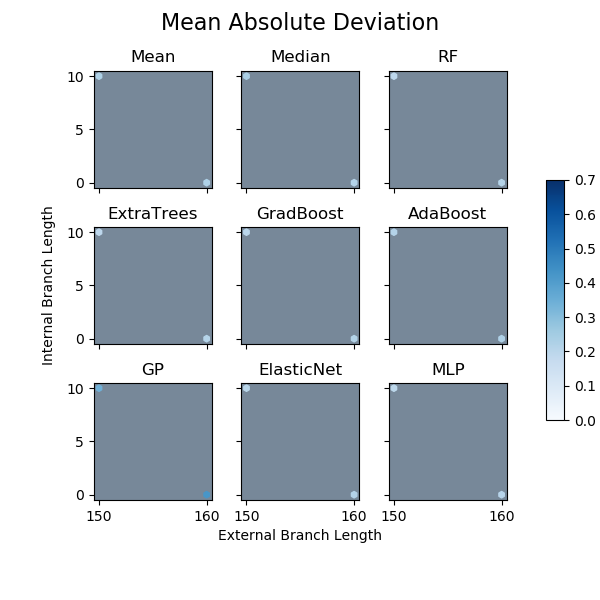 Mean Absolute Deviation
Mean Median RF
10
5
0
ExtraTrees GradBoost AdaBoost
10
5
0
GP ElasticNet MLP
10
5
0
150 160 150 160 150 160
External Branch Length
Internal Branch Length
0.7
0.6
0.5
0.4
0.3
0.2
0.1
0.0